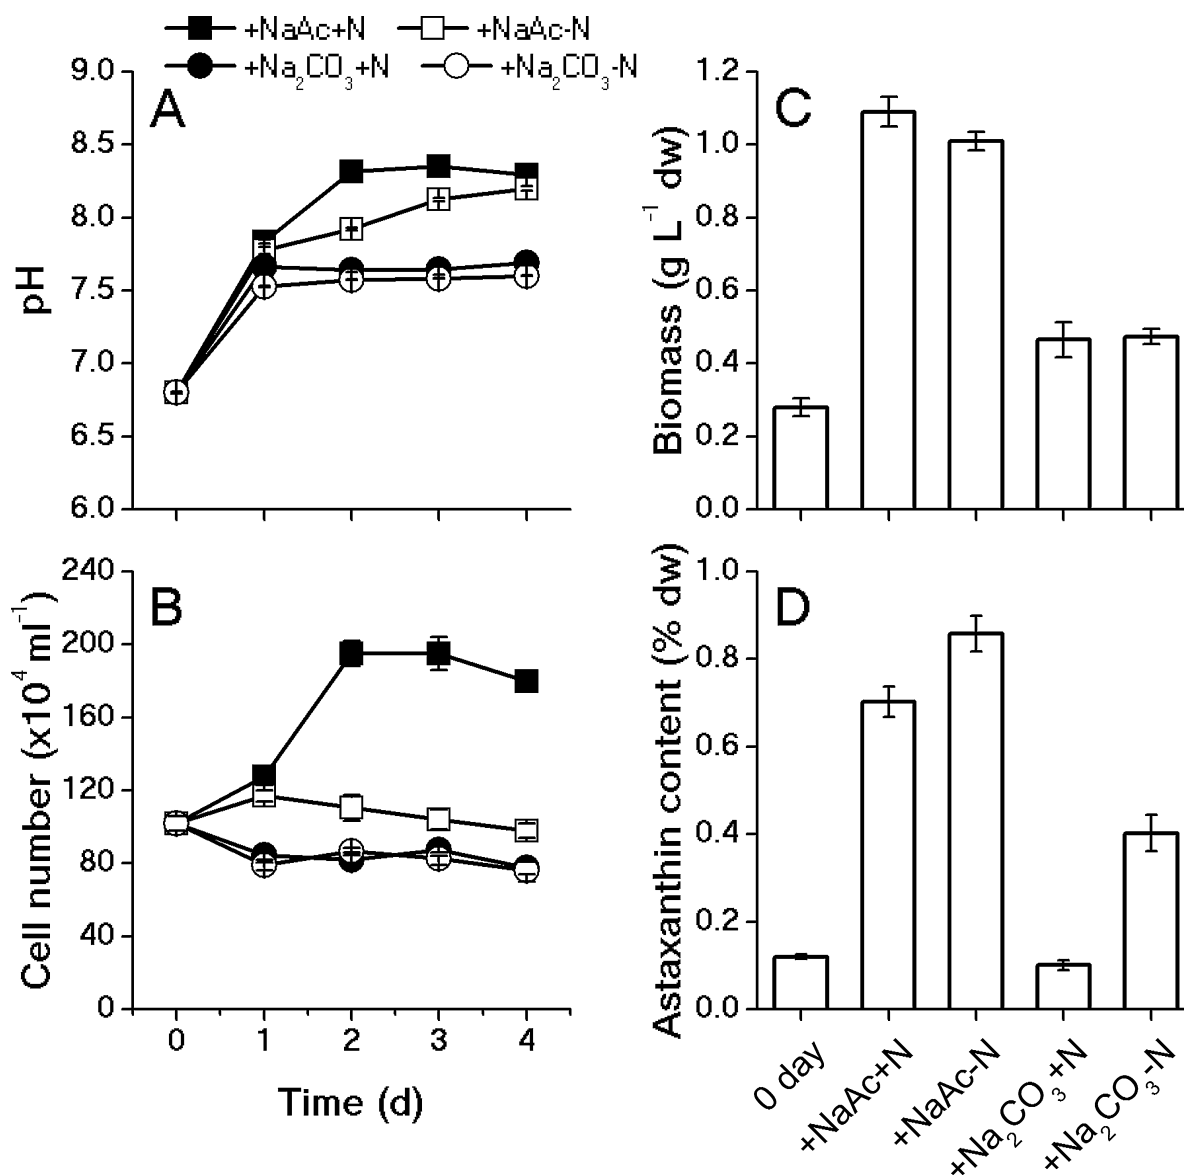 +NaAc+N +NaAc-N
+Na₂CO₃+N +Na₂CO₃-N
A
9.0
8.5
8.0
7.5
7.0
6.5
6.0
pH
C
1.2
1.0
0.8
0.6
0.4
0.2
0.0
Biomass (g L⁻¹ dw)
B
240
200
160
120
80
40
0
Cell number (x10⁴ ml⁻¹)
0 1 2 3 4
Time (d)
D
1.0
0.8
0.6
0.4
0.2
0.0
Astaxanthin content (% dw)
0 day
+NaAc+N
+NaAc-N
+Na₂CO₃+N
+Na₂CO₃-N